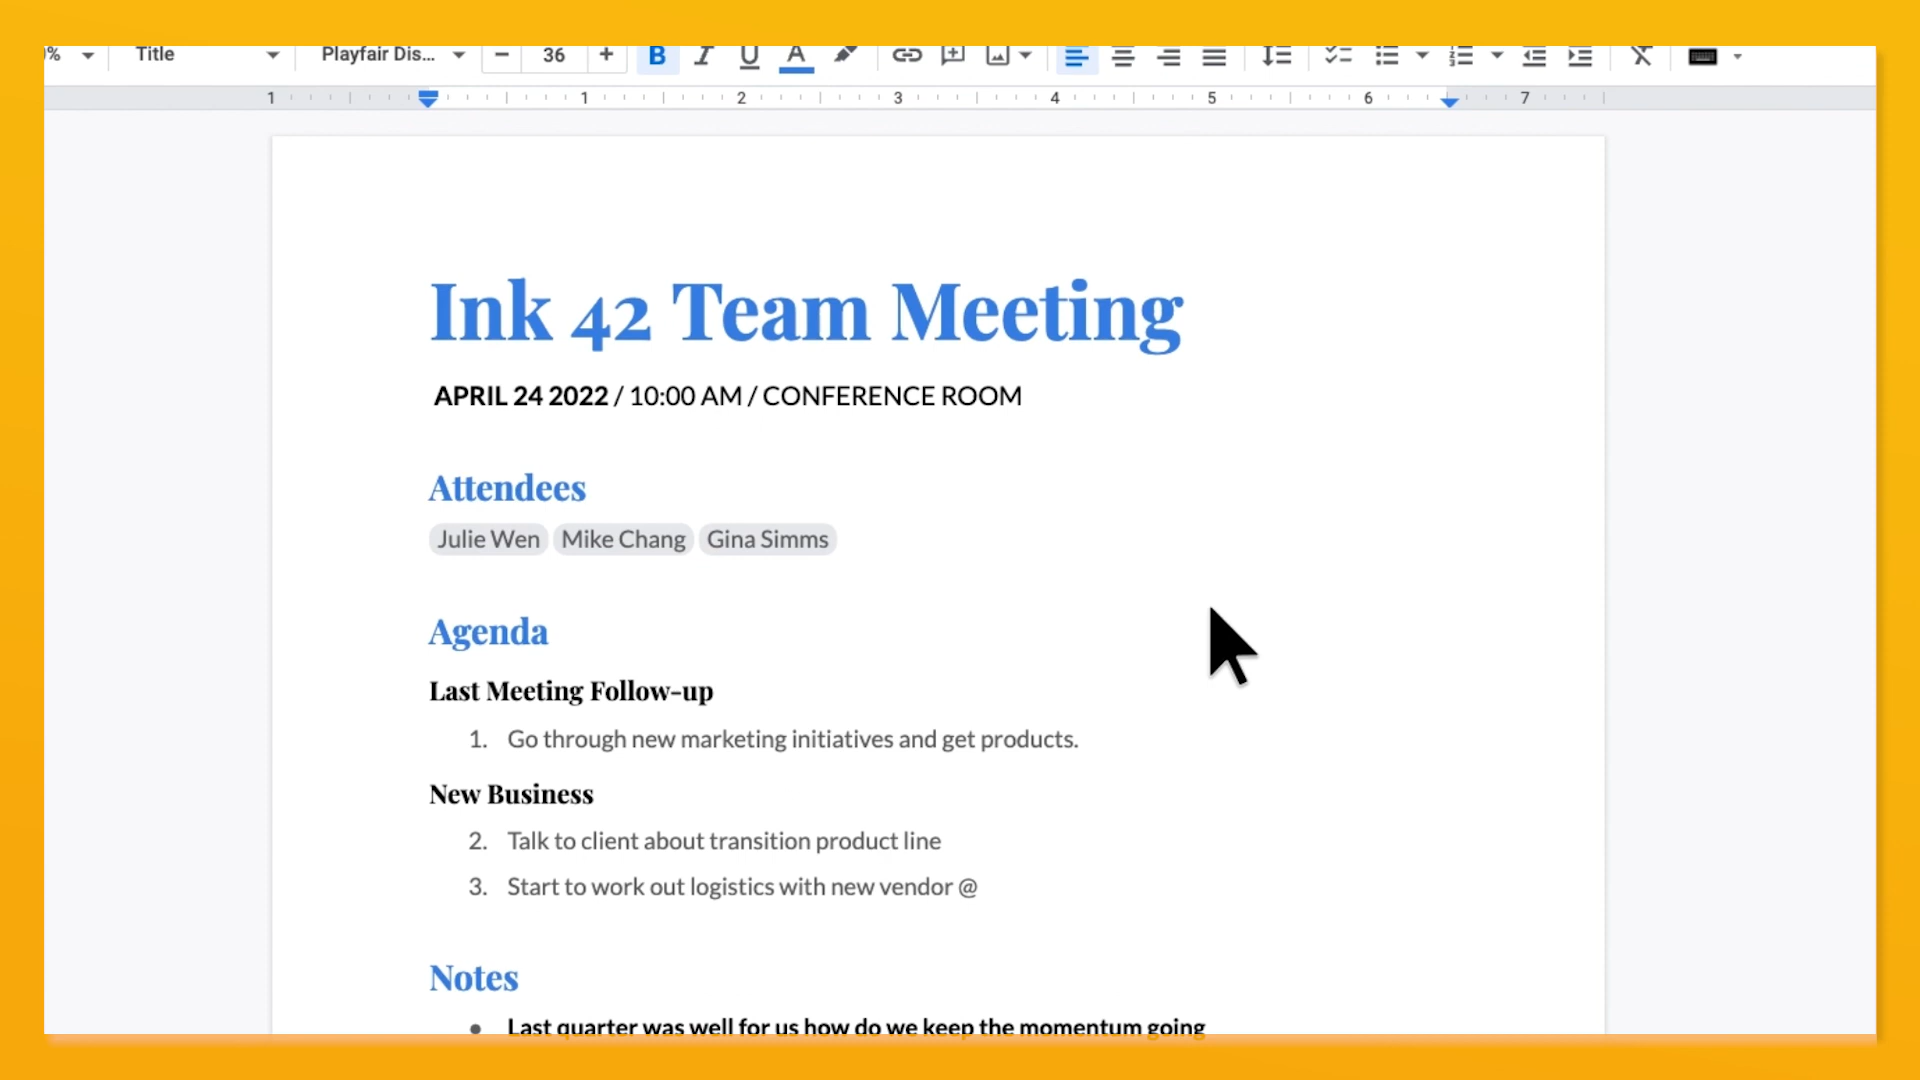 % Title Playfair Dis... − 36 + B I U A
1 1 2 3 4 5 6 7
Ink 42 Team Meeting
APRIL 24 2022 / 10:00 AM / CONFERENCE ROOM
Attendees
Julie Wen Mike Chang Gina Simms
Agenda
Last Meeting Follow-up
1. Go through new marketing initiatives and get products.
New Business
2. Talk to client about transition product line
3. Start to work out logistics with new vendor @
Notes
● Last quarter was well for us how do we keep the momentum going